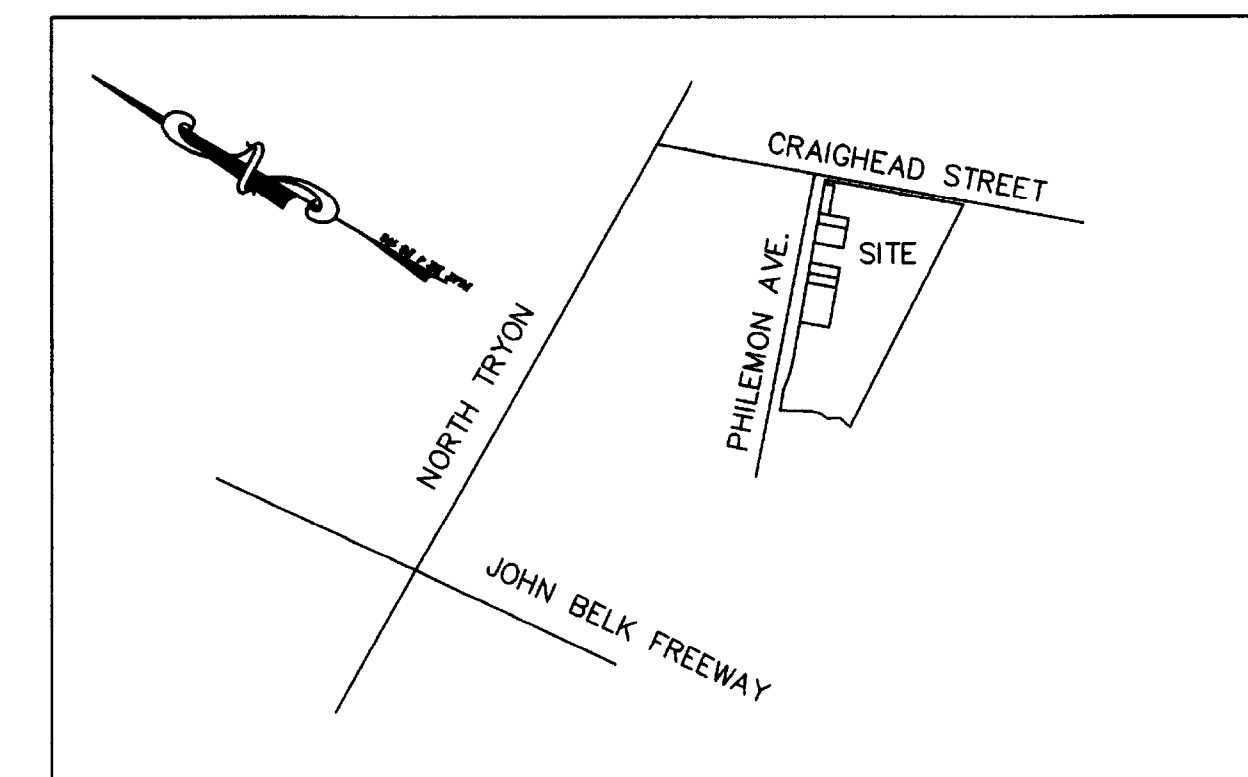 CRAIGHEAD STREET
SITE
PHILEMON AVE.
NORTH TRYON
JOHN BELK FREEWAY